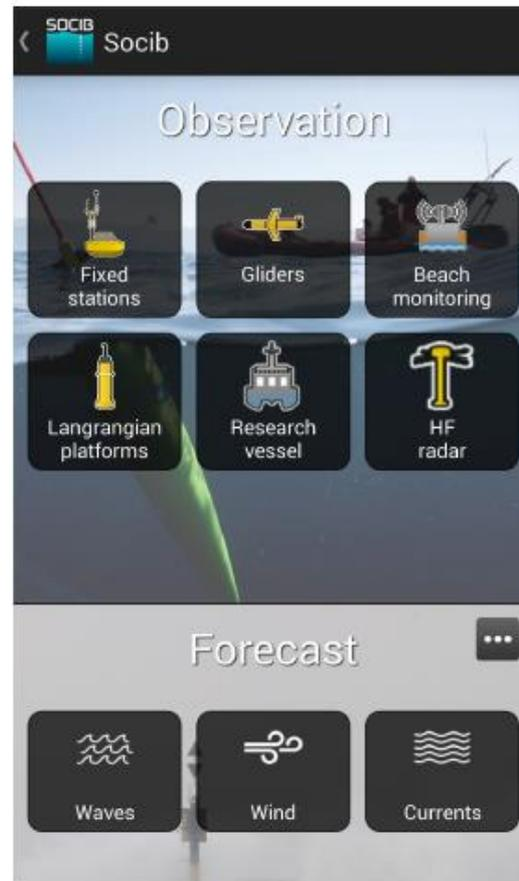 SOCIB
Socib
Observation
Fixed
stations
Gliders
Beach
monitoring
Langrangian
platforms
Research
vessel
HF
radar
Forecast
Waves
Wind
Currents